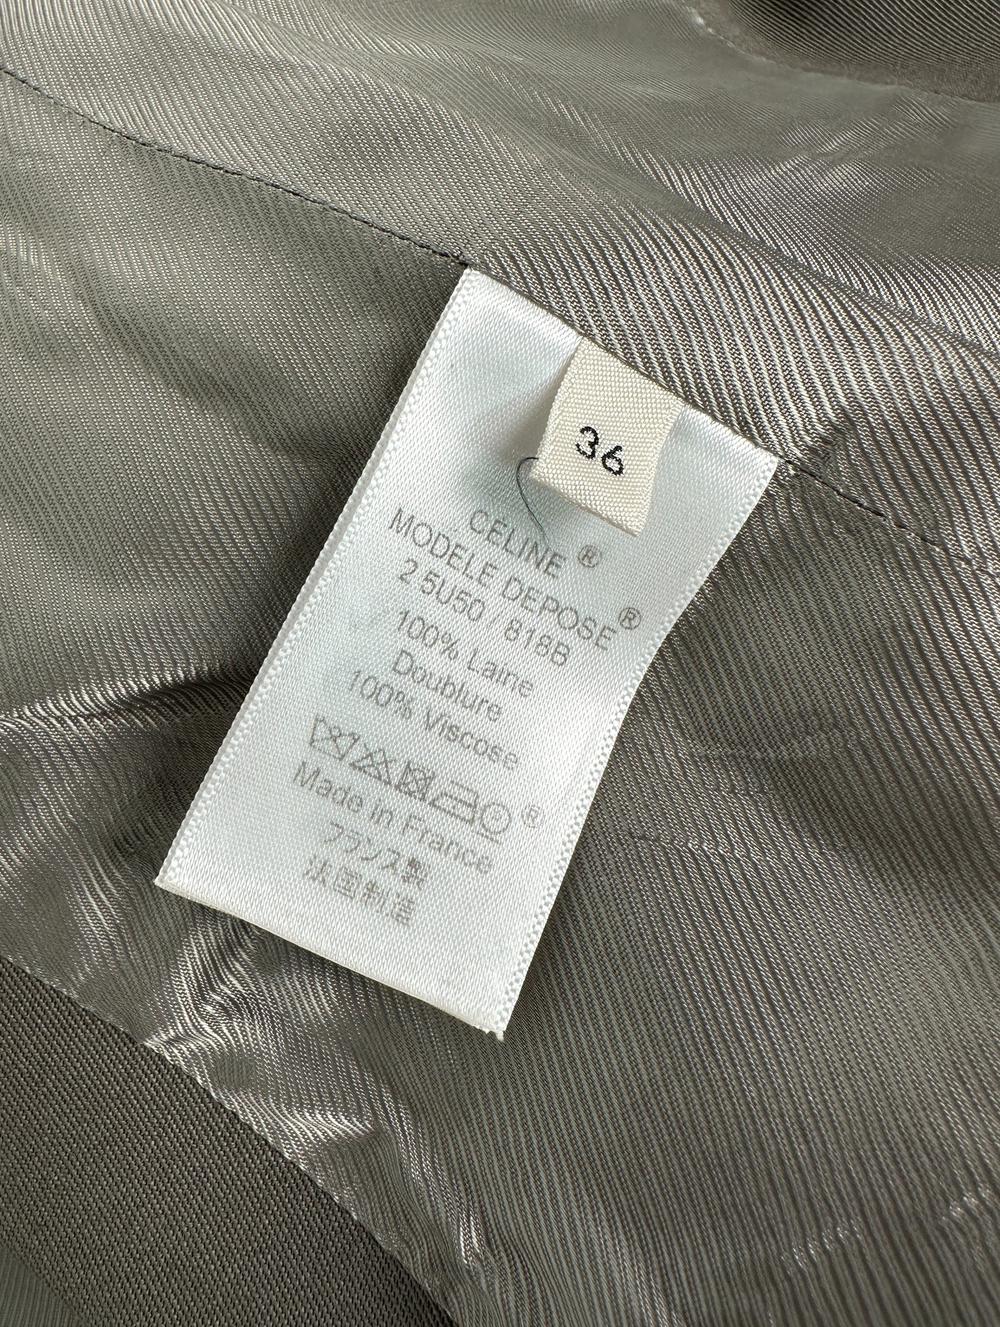 36
CELINE ®
MODELE DEPOSE ®
2 5U50 / 818B
100% Laine
Doublure
100% Viscose
®
Made in France
フランス製
法国制造